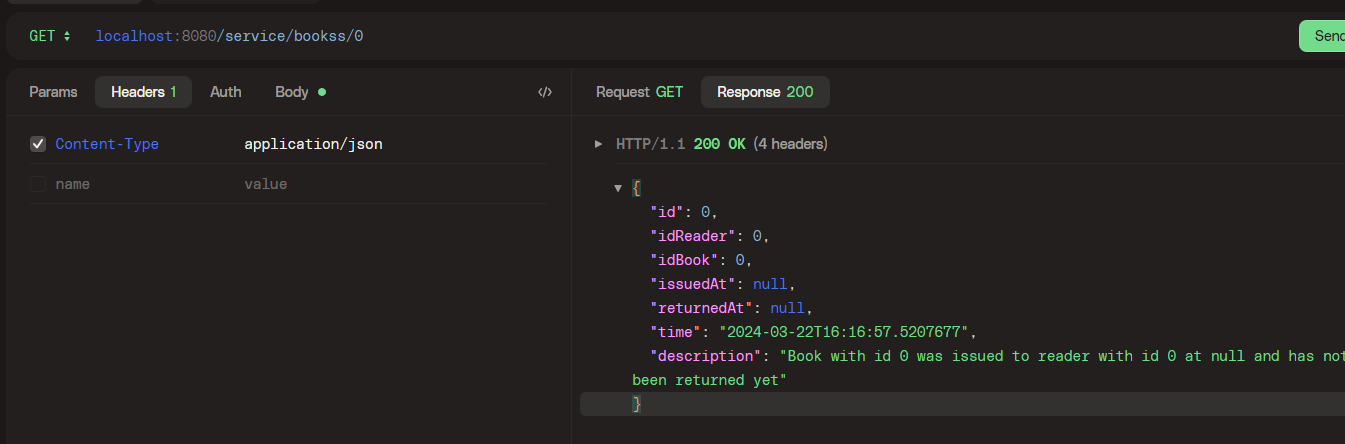 GET localhost:8080/service/bookss/0
Params Headers 1 Auth Body
Content-Type application/json
name value
Request GET Response 200
HTTP/1.1 200 OK (4 headers)
{
"id": 0,
"idReader": 0,
"idBook": 0,
"issuedAt": null,
"returnedAt": null,
"time": "2024-03-22T16:16:57.5207677",
"description": "Book with id 0 was issued to reader with id 0 at null and has not
been returned yet"
}